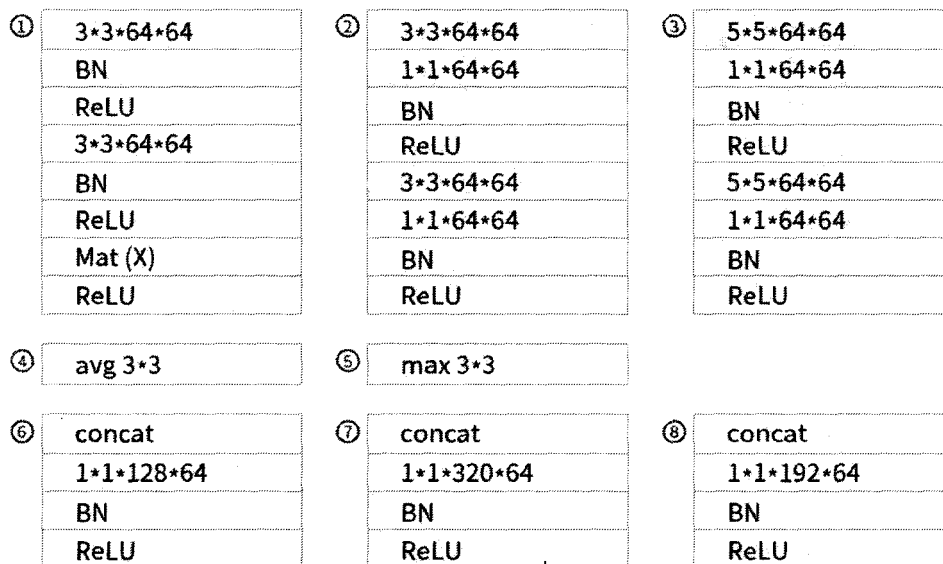 ① 3*3*64*64
BN
ReLU
3*3*64*64
BN
ReLU
Mat (X)
ReLU
② 3*3*64*64
1*1*64*64
BN
ReLU
3*3*64*64
1*1*64*64
BN
ReLU
③ 5*5*64*64
1*1*64*64
BN
ReLU
5*5*64*64
1*1*64*64
BN
ReLU
④ avg 3*3
⑤ max 3*3
⑥ concat
1*1*128*64
BN
ReLU
⑦ concat
1*1*320*64
BN
ReLU
⑧ concat
1*1*192*64
BN
ReLU